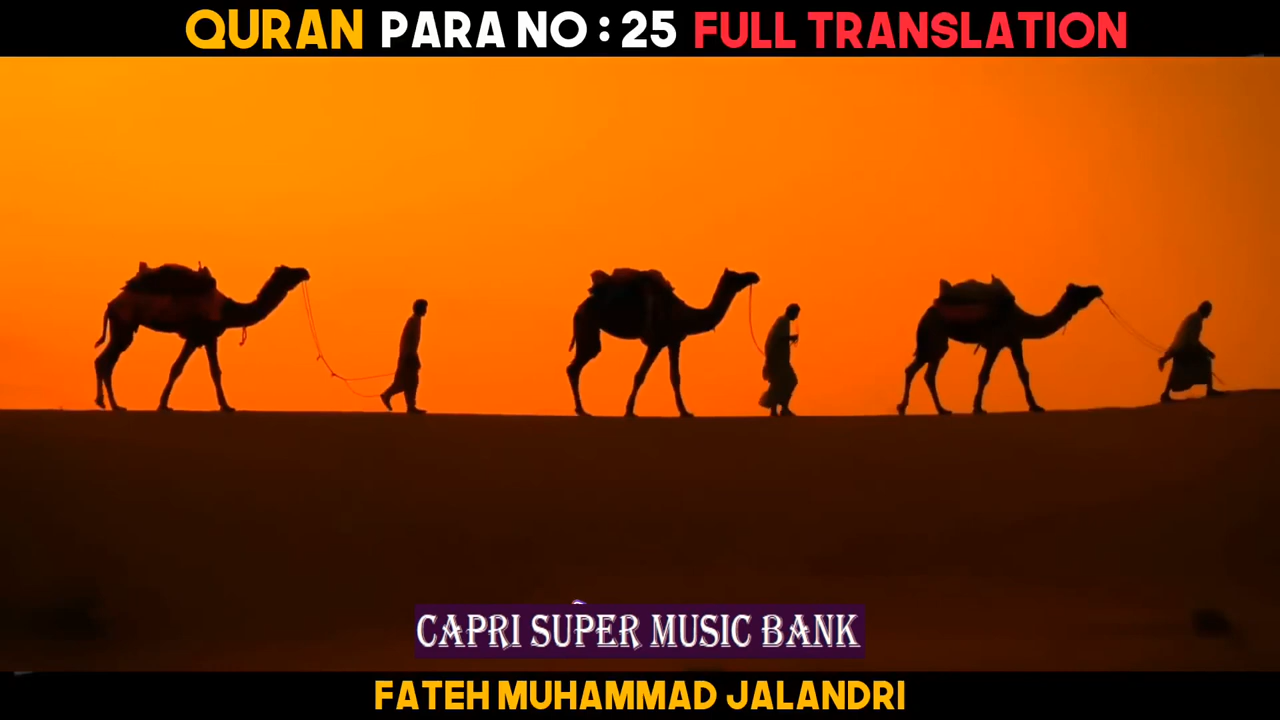 QURAN PARA NO : 25 FULL TRANSLATION
CAPRI SUPER MUSIC BANK
FATEH MUHAMMAD JALANDRI